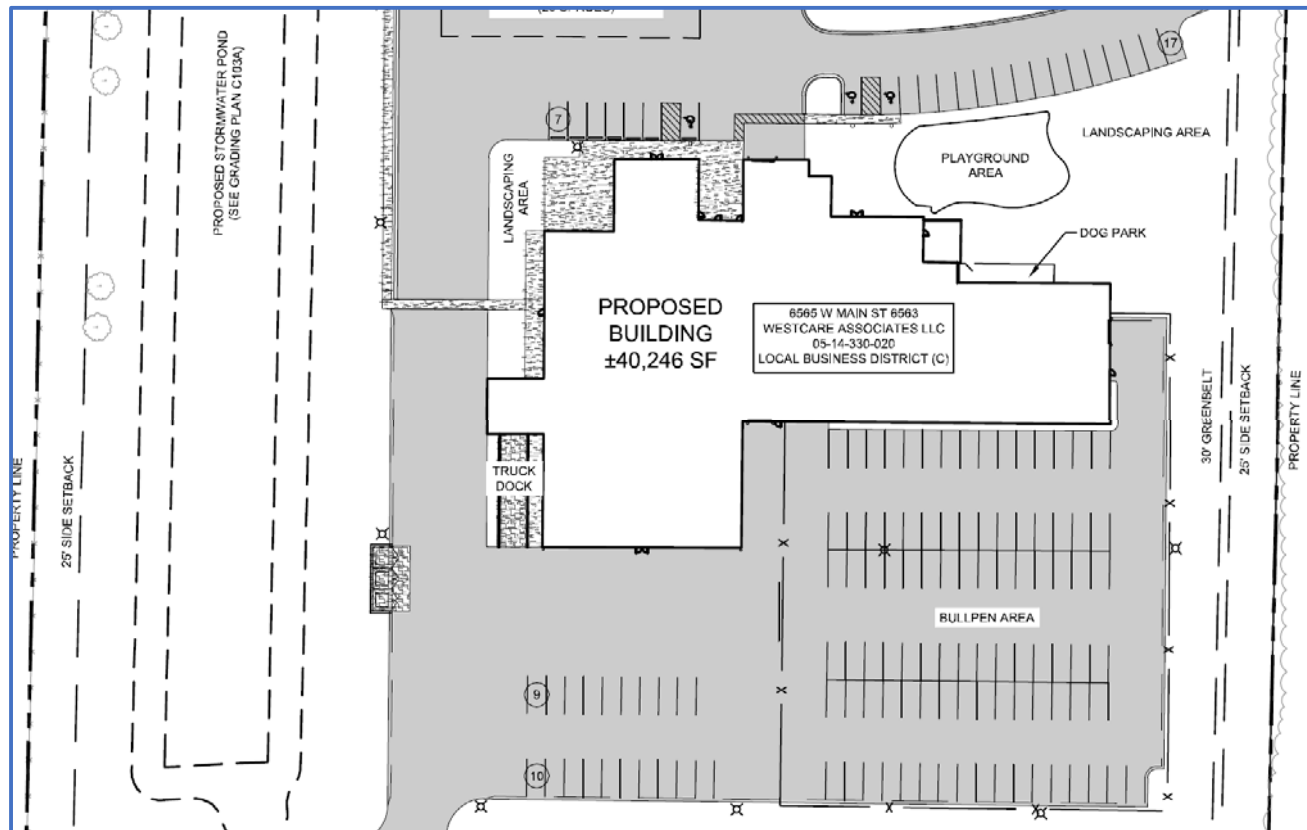 17
7
LANDSCAPING AREA
PLAYGROUND
AREA
PROPOSED STORMWATER POND
(SEE GRADING PLAN C103A)
LANDSCAPING
AREA
DOG PARK
PROPOSED
BUILDING
±40,246 SF
6565 W MAIN ST 6563
WESTCARE ASSOCIATES LLC
05-14-330-020
LOCAL BUSINESS DISTRICT (C)
PROPERTY LINE
25' SIDE SETBACK
TRUCK
DOCK
30' GREENBELT
25' SIDE SETBACK
PROPERTY LINE
BULLPEN AREA
9
10